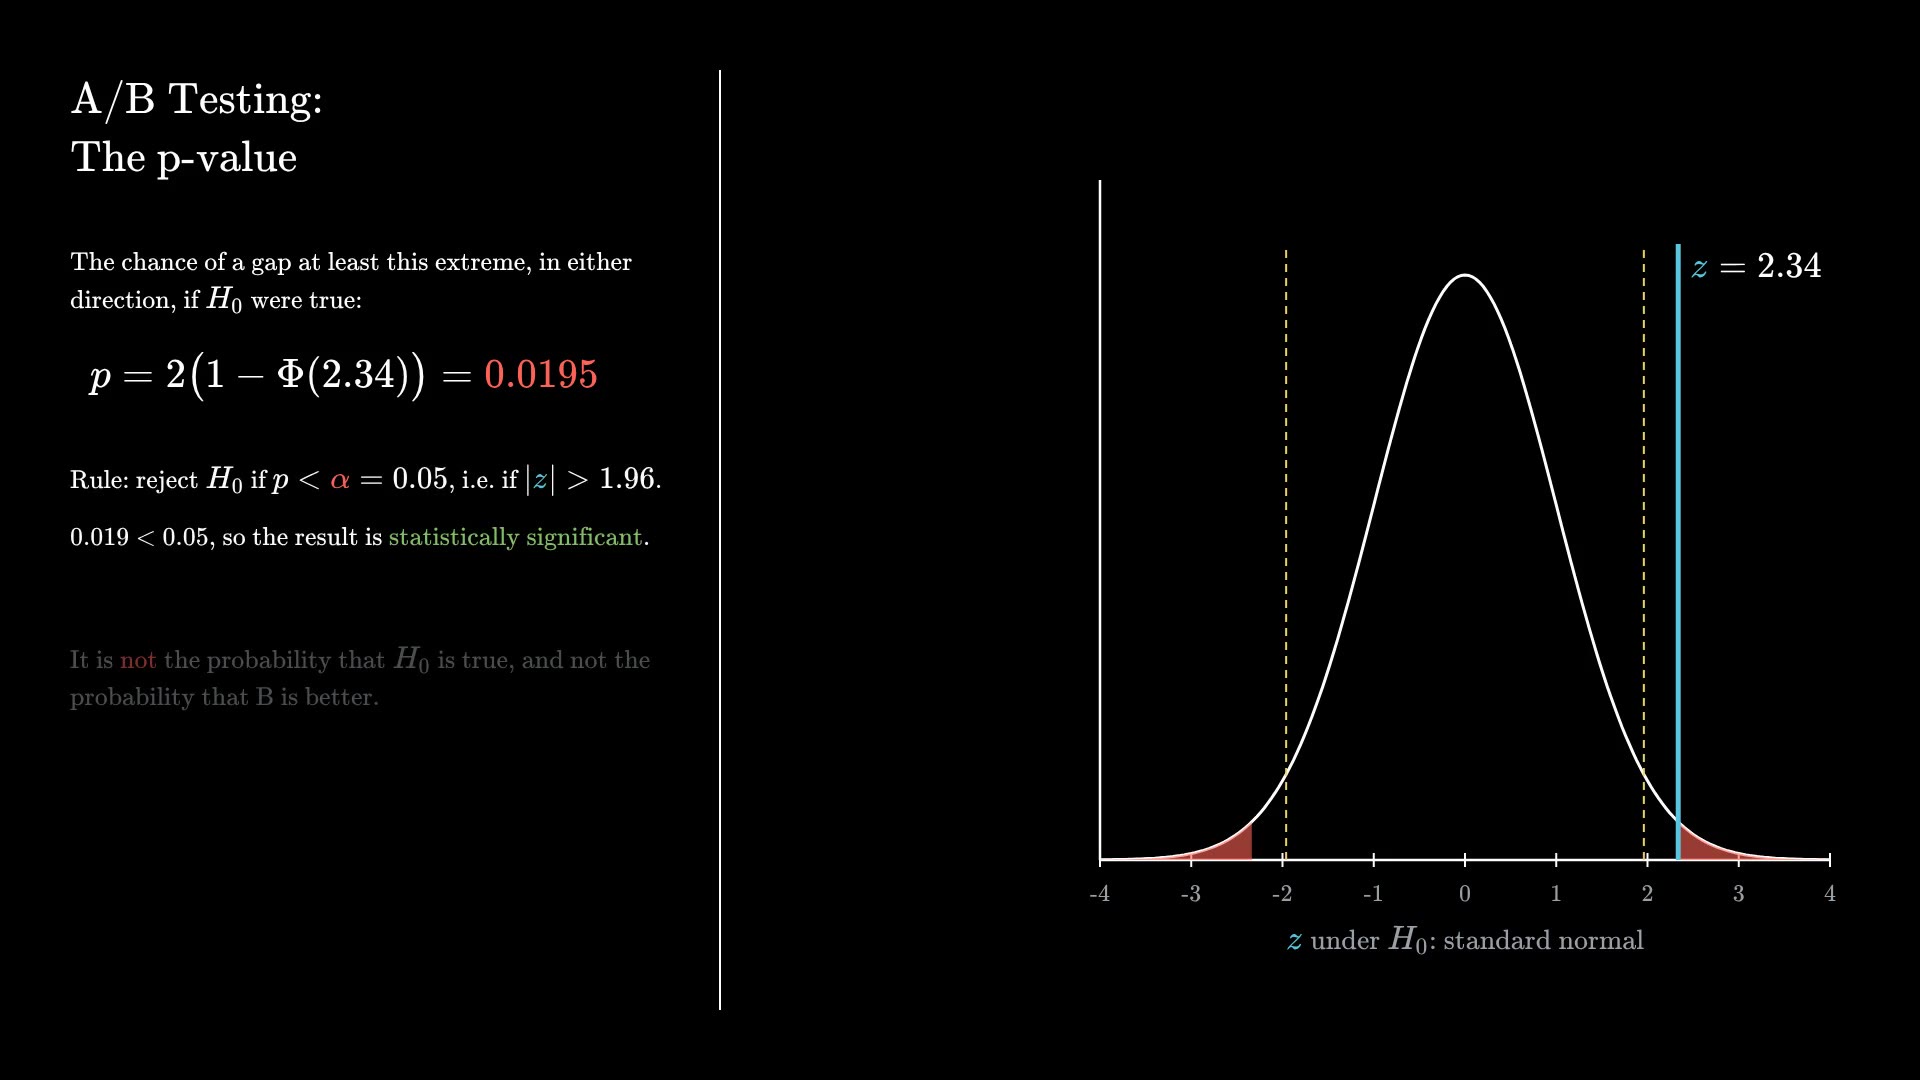 A/B Testing:
The p-value
The chance of a gap at least this extreme, in either
direction, if H₀ were true:
p = 2(1 − Φ(2.34)) = 0.0195
Rule: reject H₀ if p < α = 0.05, i.e. if |z| > 1.96.
0.019 < 0.05, so the result is statistically significant.
It is not the probability that H₀ is true, and not the
probability that B is better.
z = 2.34
-4 -3 -2 -1 0 1 2 3 4
z under H₀: standard normal